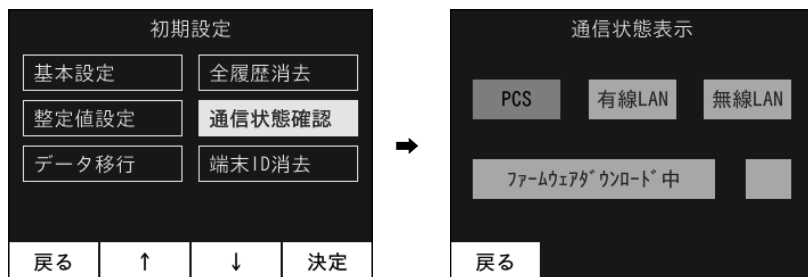 初期設定
基本設定 全履歴消去
整定値設定 通信状態確認
データ移行 端末ID消去
戻る ↑ ↓ 決定
➡
通信状態表示
PCS 有線LAN 無線LAN
ﾌｧｰﾑｳｪｱﾀﾞｳﾝﾛｰﾄﾞ中
戻る